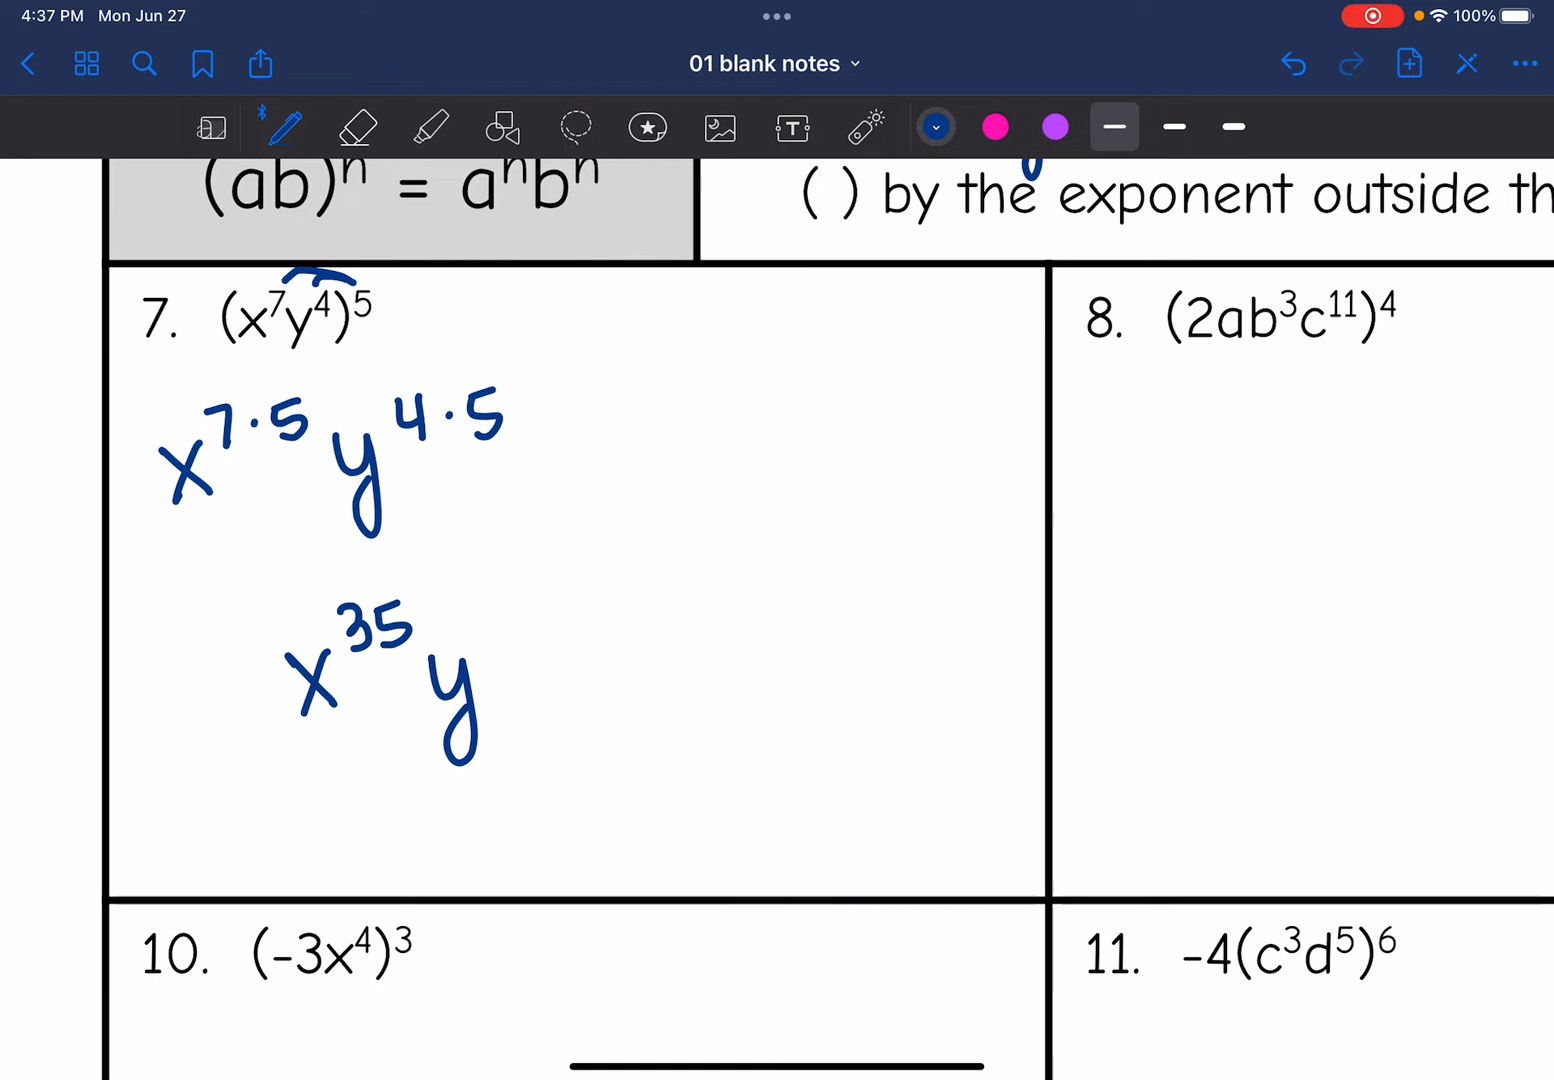 4:37 PM Mon Jun 27
100%
01 blank notes
T
(ab)ⁿ = aⁿbⁿ
( ) by the exponent outside th
7. (x⁷y⁴)⁵
x⁷·⁵ y⁴·⁵
x³⁵ y
8. (2ab³c¹¹)⁴
10. (-3x⁴)³
11. -4(c³d⁵)⁶